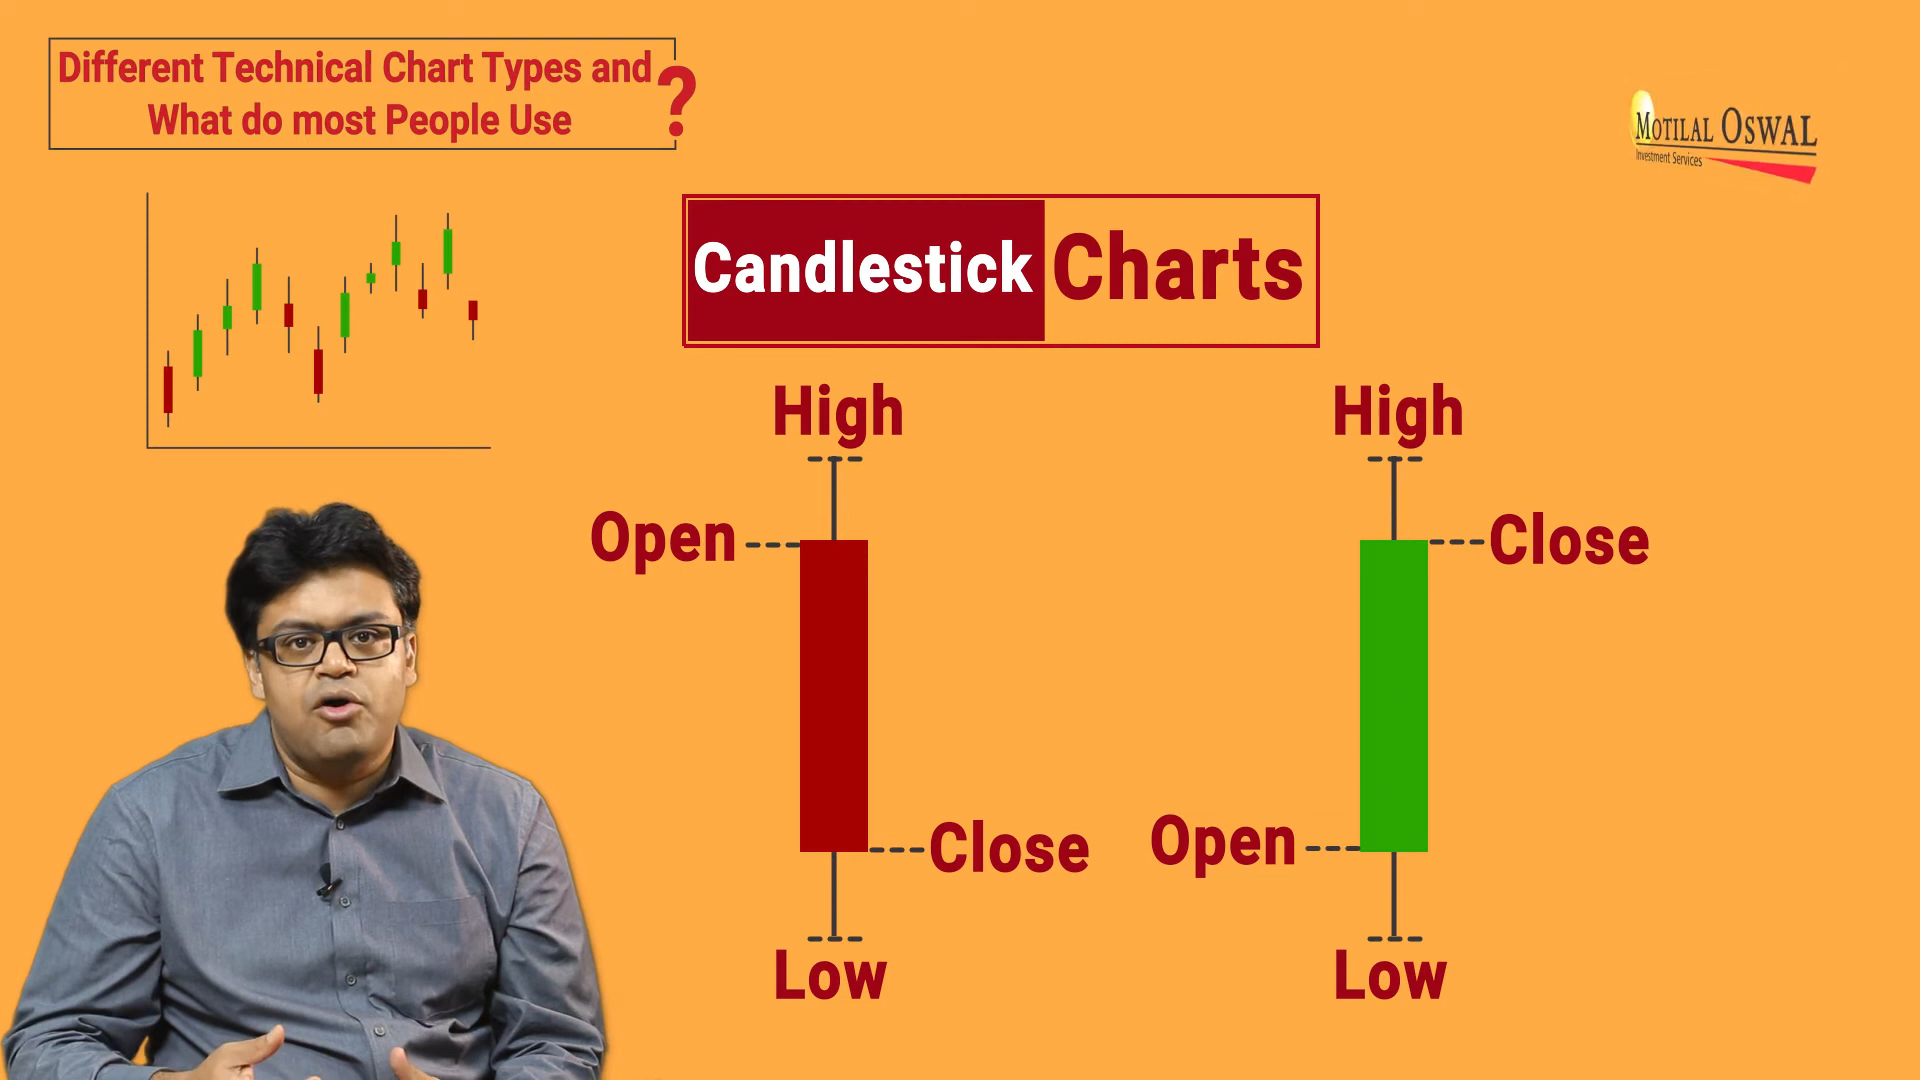 Different Technical Chart Types and
What do most People Use ?
MOTILAL OSWAL
Investment Services
Candlestick Charts
High
High
Open
Close
Close
Open
Low
Low